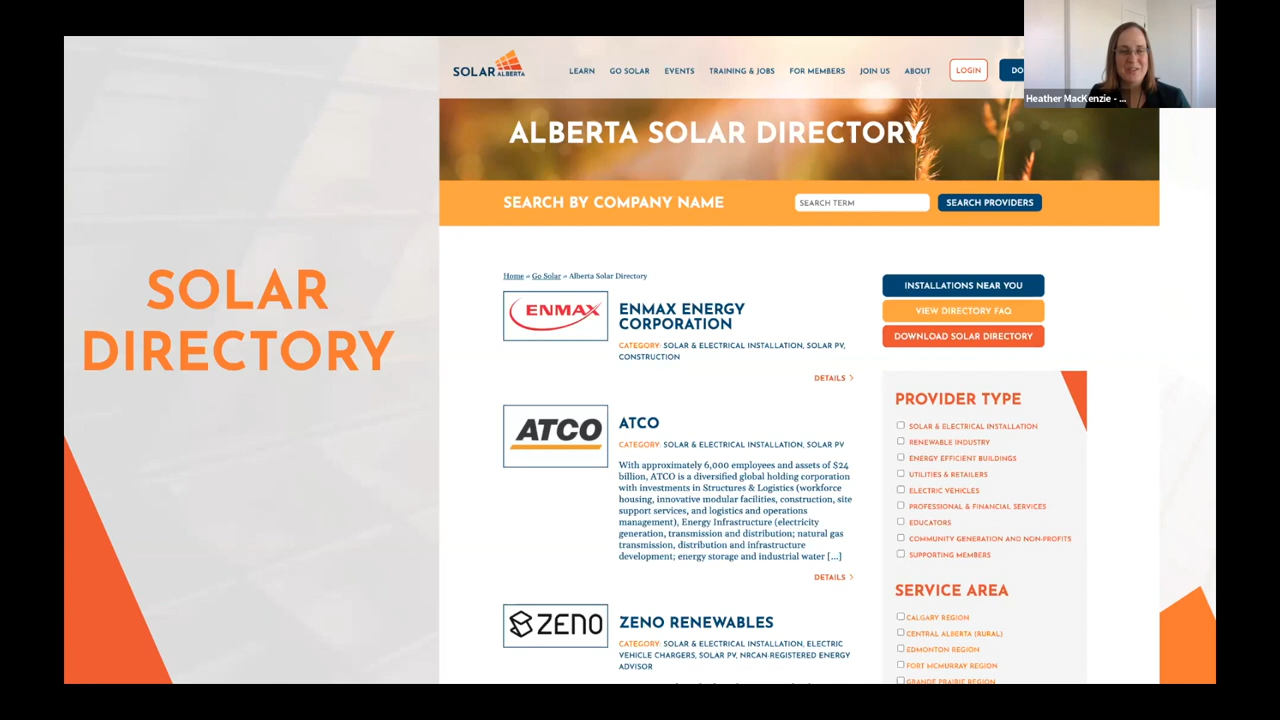 SOLAR ALBERTA
LEARN GO SOLAR EVENTS TRAINING & JOBS FOR MEMBERS JOIN US ABOUT LOGIN
Heather MacKenzie - ...
ALBERTA SOLAR DIRECTORY
SEARCH BY COMPANY NAME SEARCH TERM SEARCH PROVIDERS
SOLAR
DIRECTORY
Home » Go Solar » Alberta Solar Directory
ENMAX
ENMAX ENERGY
CORPORATION
CATEGORY: SOLAR & ELECTRICAL INSTALLATION, SOLAR PV,
CONSTRUCTION
DETAILS >
ATCO
ATCO
CATEGORY: SOLAR & ELECTRICAL INSTALLATION, SOLAR PV
With approximately 6,000 employees and assets of $24
billion, ATCO is a diversified global holding corporation
with investments in Structures & Logistics (workforce
housing, innovative modular facilities, construction, site
support services, and logistics and operations
management), Energy Infrastructure (electricity
generation, transmission and distribution; natural gas
transmission, distribution and infrastructure
development; energy storage and industrial water [...]
DETAILS >
ZENO
ZENO RENEWABLES
CATEGORY: SOLAR & ELECTRICAL INSTALLATION, ELECTRIC
VEHICLE CHARGERS, SOLAR PV, NRCAN-REGISTERED ENERGY
ADVISOR
INSTALLATIONS NEAR YOU
VIEW DIRECTORY FAQ
DOWNLOAD SOLAR DIRECTORY
PROVIDER TYPE
SOLAR & ELECTRICAL INSTALLATION
RENEWABLE INDUSTRY
ENERGY EFFICIENT BUILDINGS
UTILITIES & RETAILERS
ELECTRIC VEHICLES
PROFESSIONAL & FINANCIAL SERVICES
EDUCATORS
COMMUNITY GENERATION AND NON-PROFITS
SUPPORTING MEMBERS
SERVICE AREA
CALGARY REGION
CENTRAL ALBERTA (RURAL)
EDMONTON REGION
FORT MCMURRAY REGION
GRANDE PRAIRIE REGION